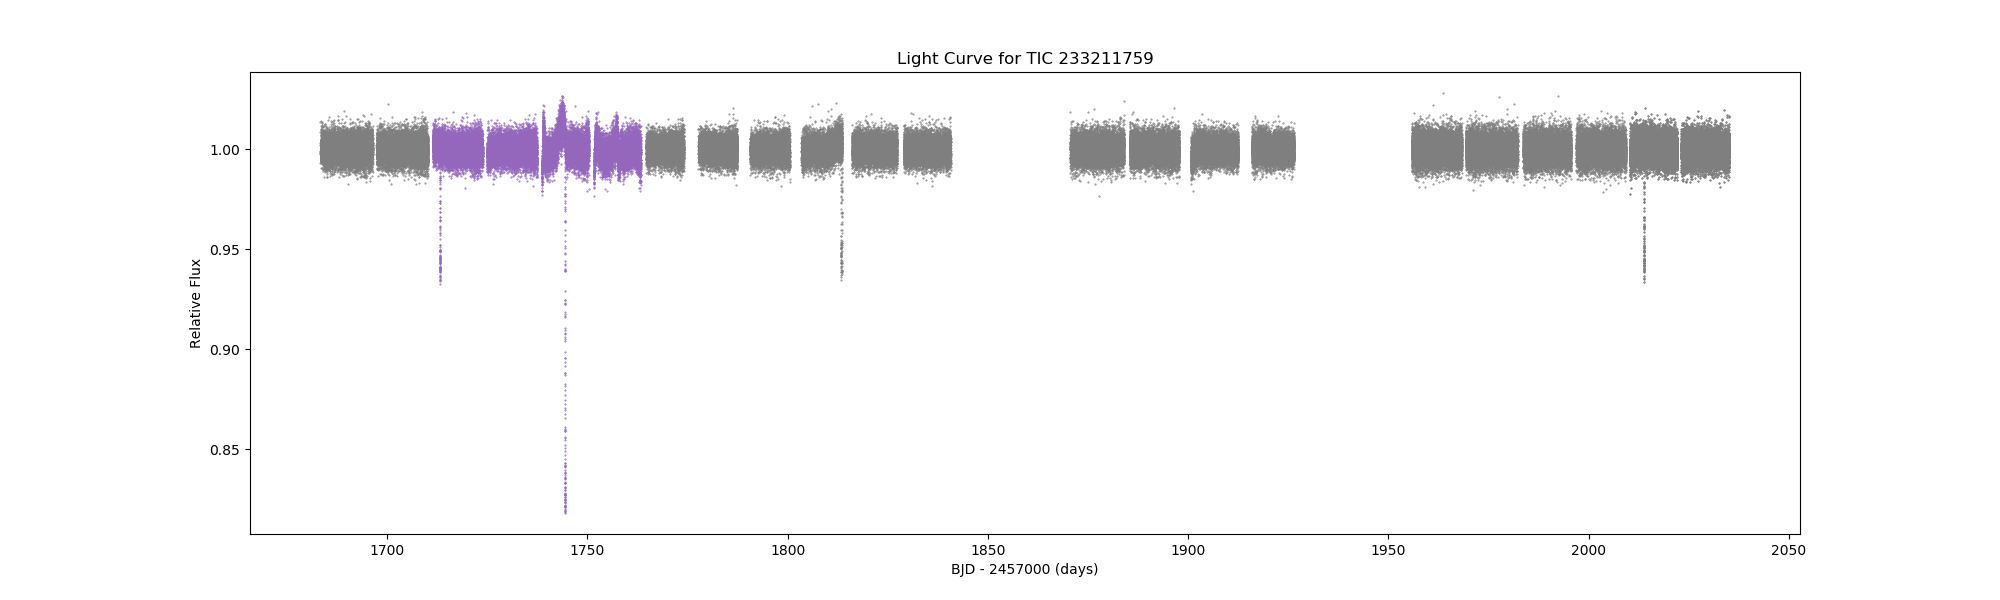 Light Curve for TIC 233211759
Relative Flux
1.00
0.95
0.90
0.85
1700 1750 1800 1850 1900 1950 2000 2050
BJD - 2457000 (days)